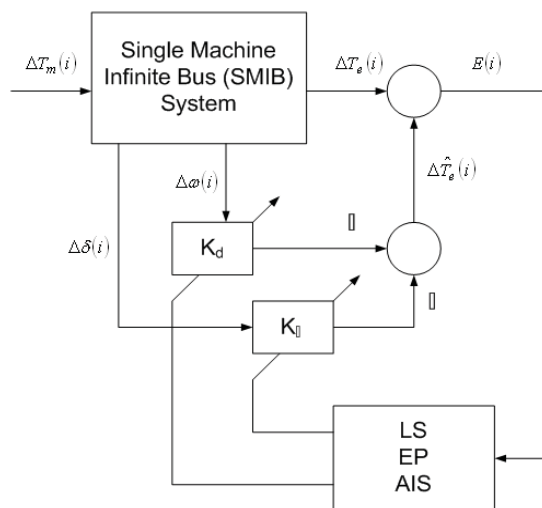 ΔT_m(i)
Single Machine
Infinite Bus (SMIB)
System
ΔT_e(i)
E(i)
Δω(i)
ΔT̂_e(i)
Δδ(i)
K_d
K
LS
EP
AIS